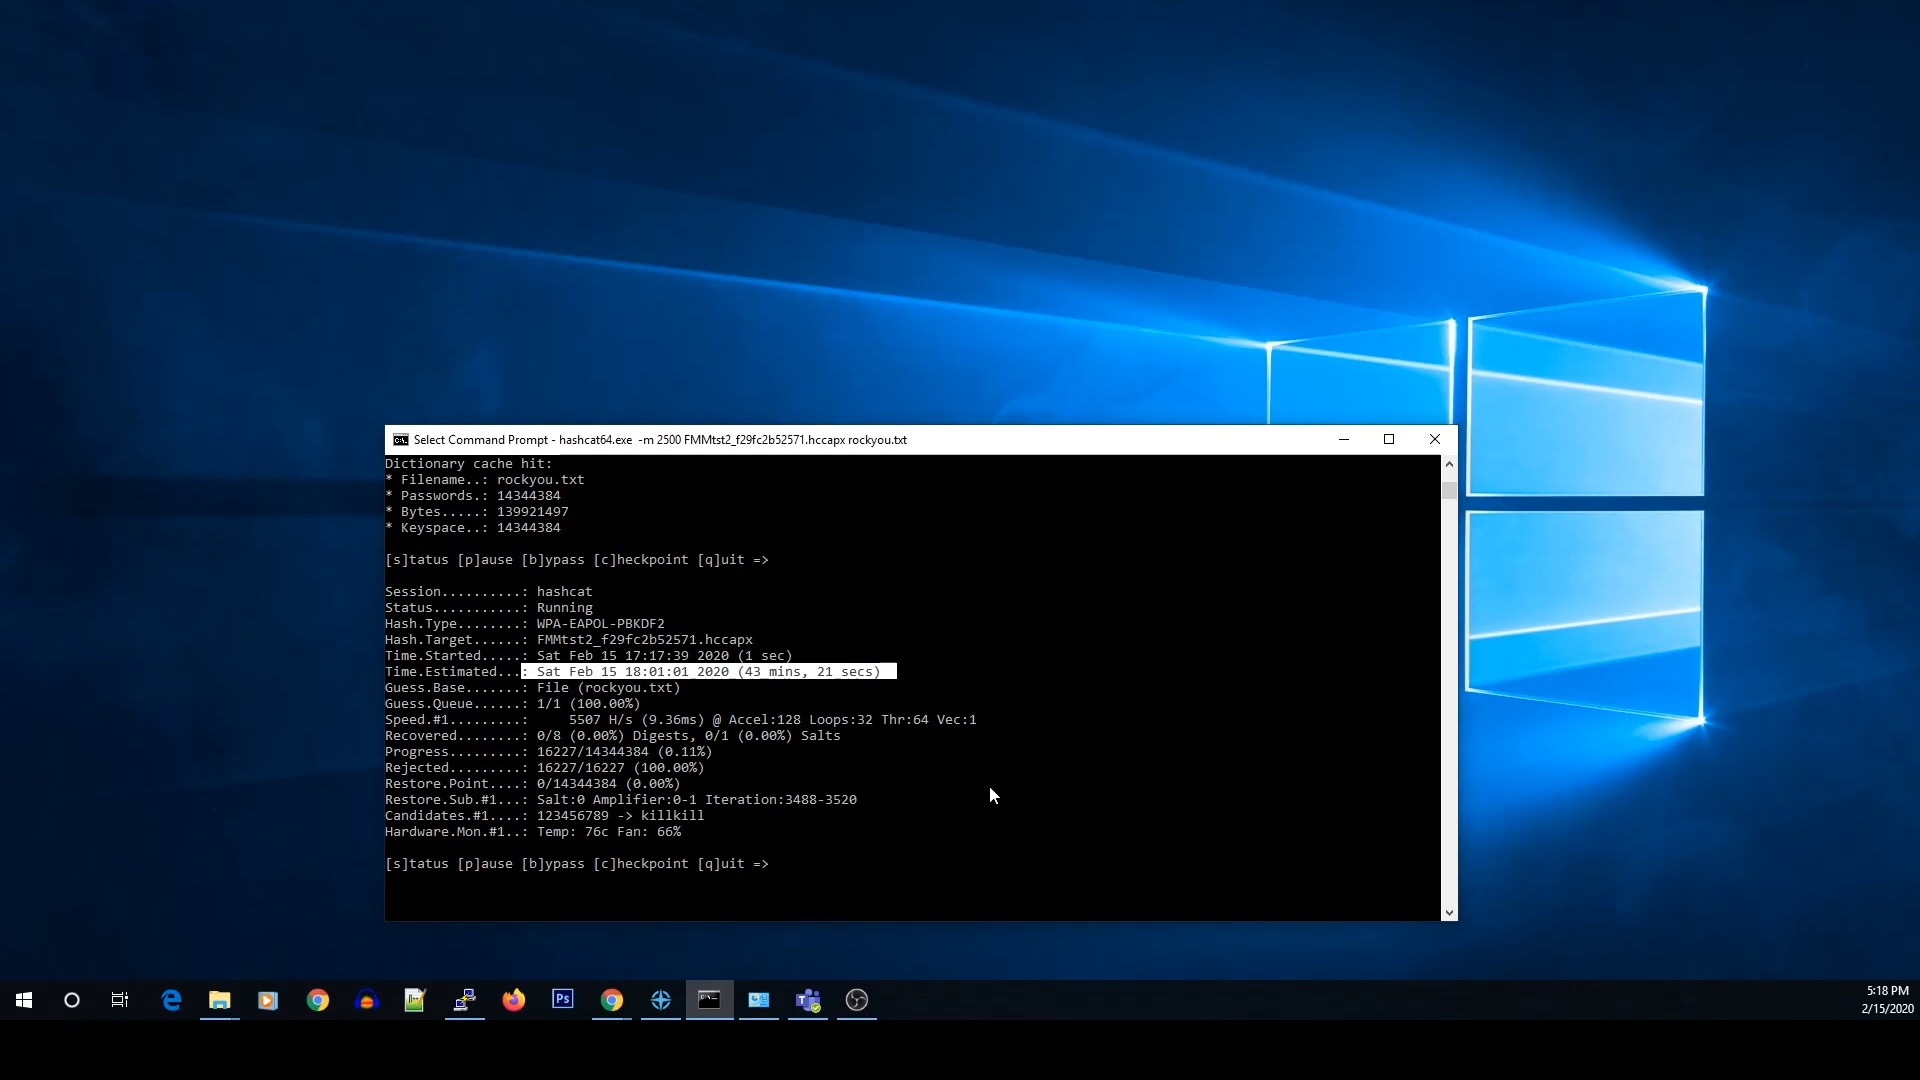 Select Command Prompt - hashcat64.exe  -m 2500 FMMtst2_f29fc2b52571.hccapx rockyou.txt
Dictionary cache hit:
* Filename..: rockyou.txt
* Passwords.: 14344384
* Bytes.....: 139921497
* Keyspace..: 14344384
[s]tatus [p]ause [b]ypass [c]heckpoint [q]uit =>
Session..........: hashcat
Status...........: Running
Hash.Type........: WPA-EAPOL-PBKDF2
Hash.Target......: FMMtst2_f29fc2b52571.hccapx
Time.Started.....: Sat Feb 15 17:17:39 2020 (1 sec)
Time.Estimated...: Sat Feb 15 18:01:01 2020 (43 mins, 21 secs)
Guess.Base.......: File (rockyou.txt)
Guess.Queue......: 1/1 (100.00%)
Speed.#1.........:     5507 H/s (9.36ms) @ Accel:128 Loops:32 Thr:64 Vec:1
Recovered........: 0/8 (0.00%) Digests, 0/1 (0.00%) Salts
Progress.........: 16227/14344384 (0.11%)
Rejected.........: 16227/16227 (100.00%)
Restore.Point....: 0/14344384 (0.00%)
Restore.Sub.#1...: Salt:0 Amplifier:0-1 Iteration:3488-3520
Candidates.#1....: 123456789 -> killkill
Hardware.Mon.#1..: Temp: 76c Fan: 66%
[s]tatus [p]ause [b]ypass [c]heckpoint [q]uit =>
Ps
5:18 PM
2/15/2020